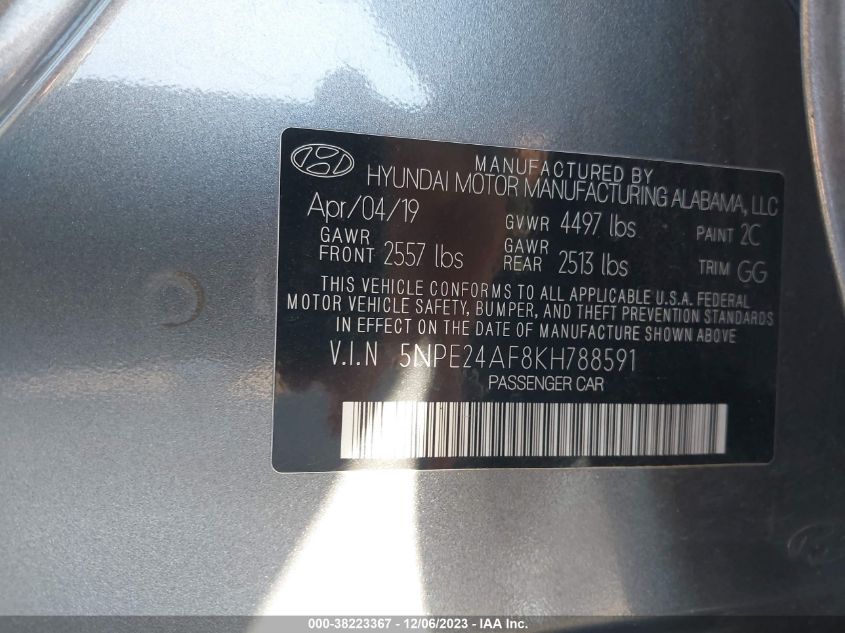 MANUFACTURED BY
HYUNDAI MOTOR MANUFACTURING ALABAMA, LLC
Apr/04/19 GVWR 4497 lbs PAINT 2C
GAWR FRONT 2557 lbs GAWR REAR 2513 lbs TRIM GG
THIS VEHICLE CONFORMS TO ALL APPLICABLE U.S.A. FEDERAL
MOTOR VEHICLE SAFETY, BUMPER, AND THEFT PREVENTION STANDARDS
IN EFFECT ON THE DATE OF MANUFACTURE SHOWN ABOVE
V.I.N 5NPE24AF8KH788591
PASSENGER CAR
000-38223367 - 12/06/2023 - IAA Inc.